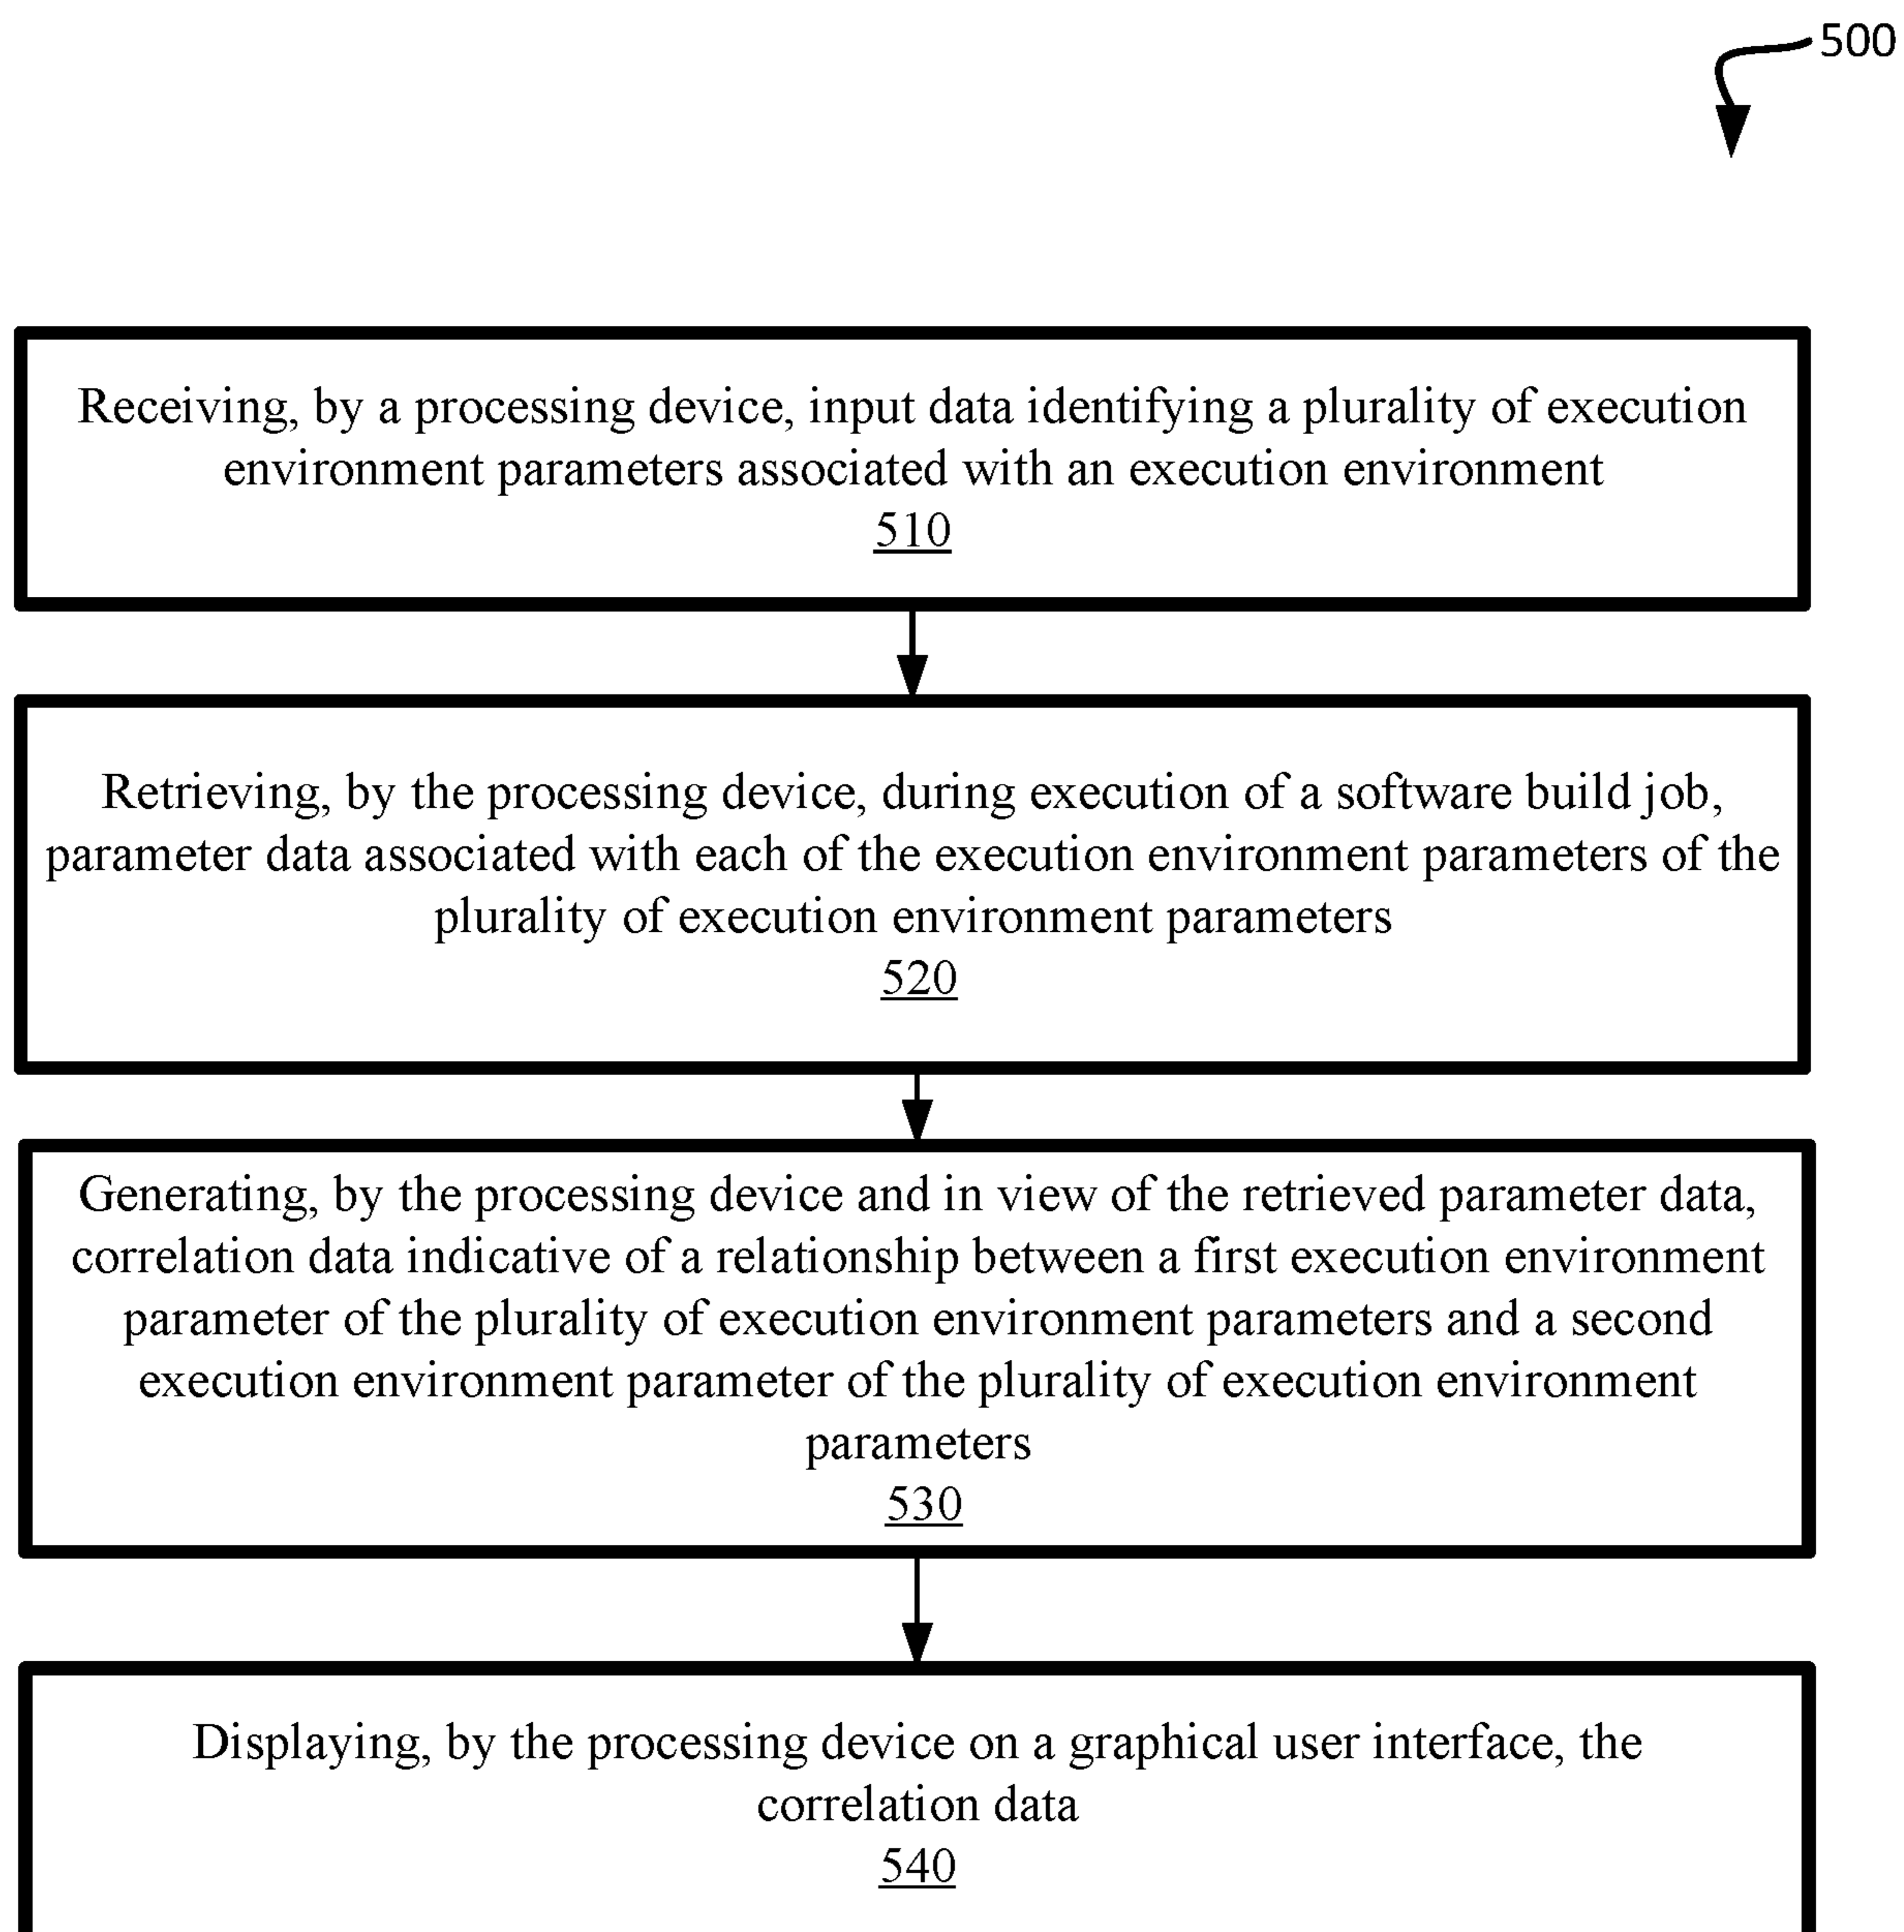 500
Receiving, by a processing device, input data identifying a plurality of execution
environment parameters associated with an execution environment
510
Retrieving, by the processing device, during execution of a software build job,
parameter data associated with each of the execution environment parameters of the
plurality of execution environment parameters
520
Generating, by the processing device and in view of the retrieved parameter data,
correlation data indicative of a relationship between a first execution environment
parameter of the plurality of execution environment parameters and a second
execution environment parameter of the plurality of execution environment
parameters
530
Displaying, by the processing device on a graphical user interface, the
correlation data
540